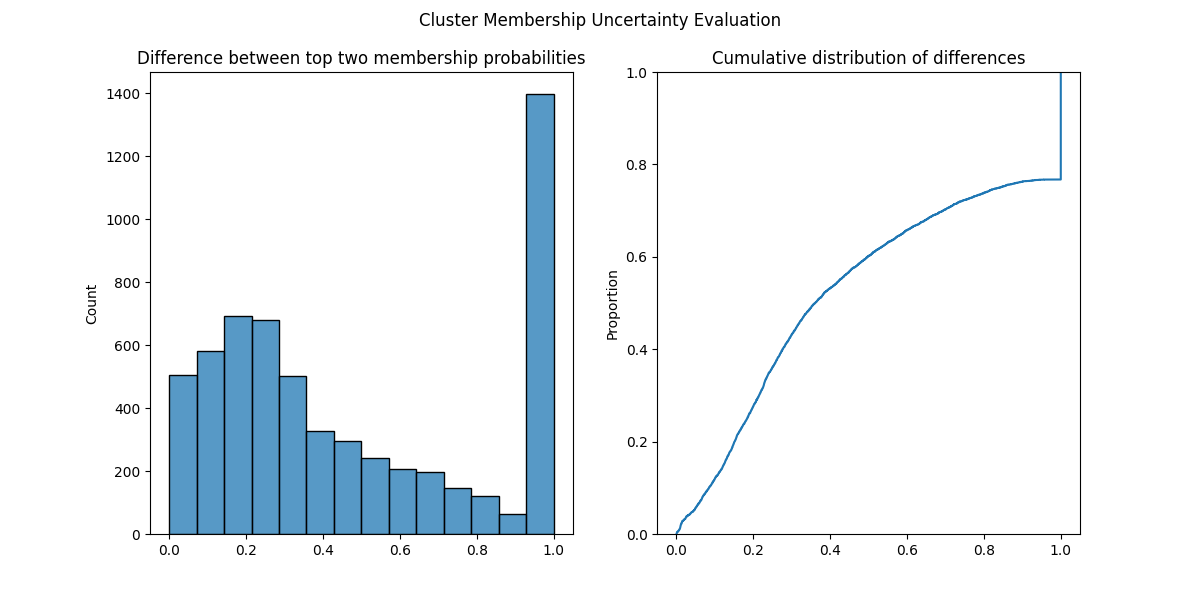 Cluster Membership Uncertainty Evaluation
Difference between top two membership probabilities
Count
1400
1200
1000
800
600
400
200
0
0.0 0.2 0.4 0.6 0.8 1.0
Cumulative distribution of differences
Proportion
1.0
0.8
0.6
0.4
0.2
0.0
0.0 0.2 0.4 0.6 0.8 1.0